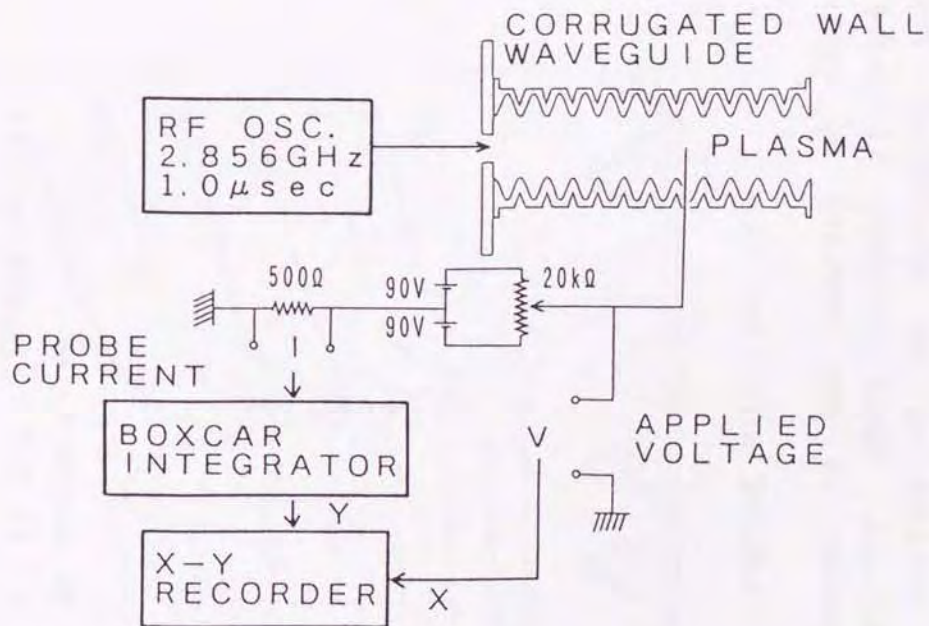 CORRUGATED WALL
WAVEGUIDE
RF OSC.
2.856GHz
1.0μsec
PLASMA
500Ω
90V
20kΩ
90V
PROBE
CURRENT
I
BOXCAR
INTEGRATOR
V
APPLIED
VOLTAGE
Y
X-Y
RECORDER
X